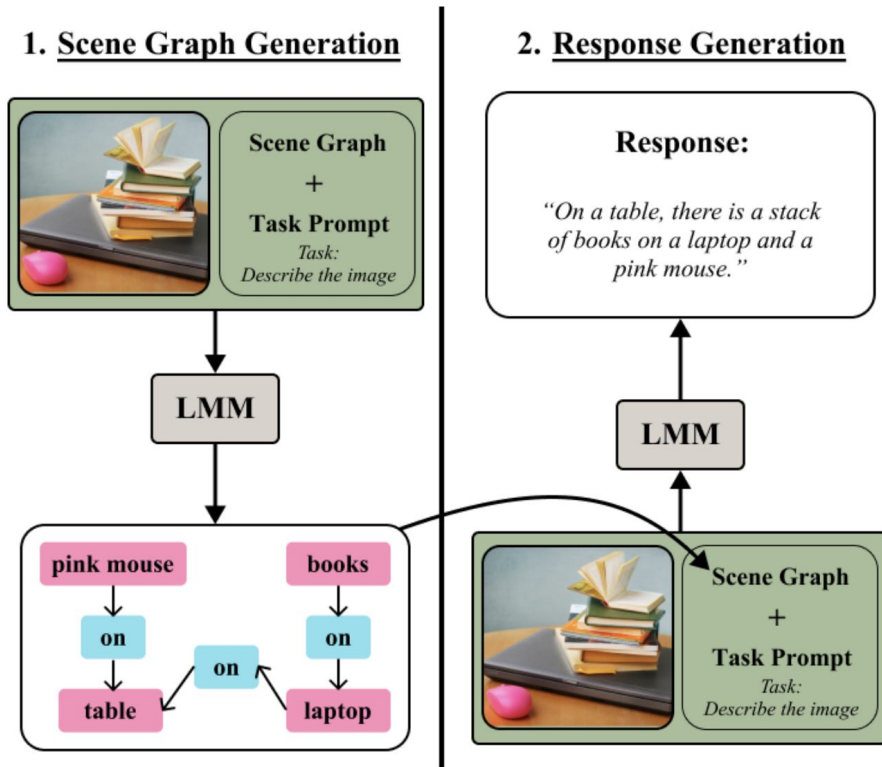 1. Scene Graph Generation
Scene Graph
+
Task Prompt
Task:
Describe the image
LMM
pink mouse
books
on
on
on
table
laptop
2. Response Generation
Response:
“On a table, there is a stack
of books on a laptop and a
pink mouse.”
LMM
Scene Graph
+
Task Prompt
Task:
Describe the image